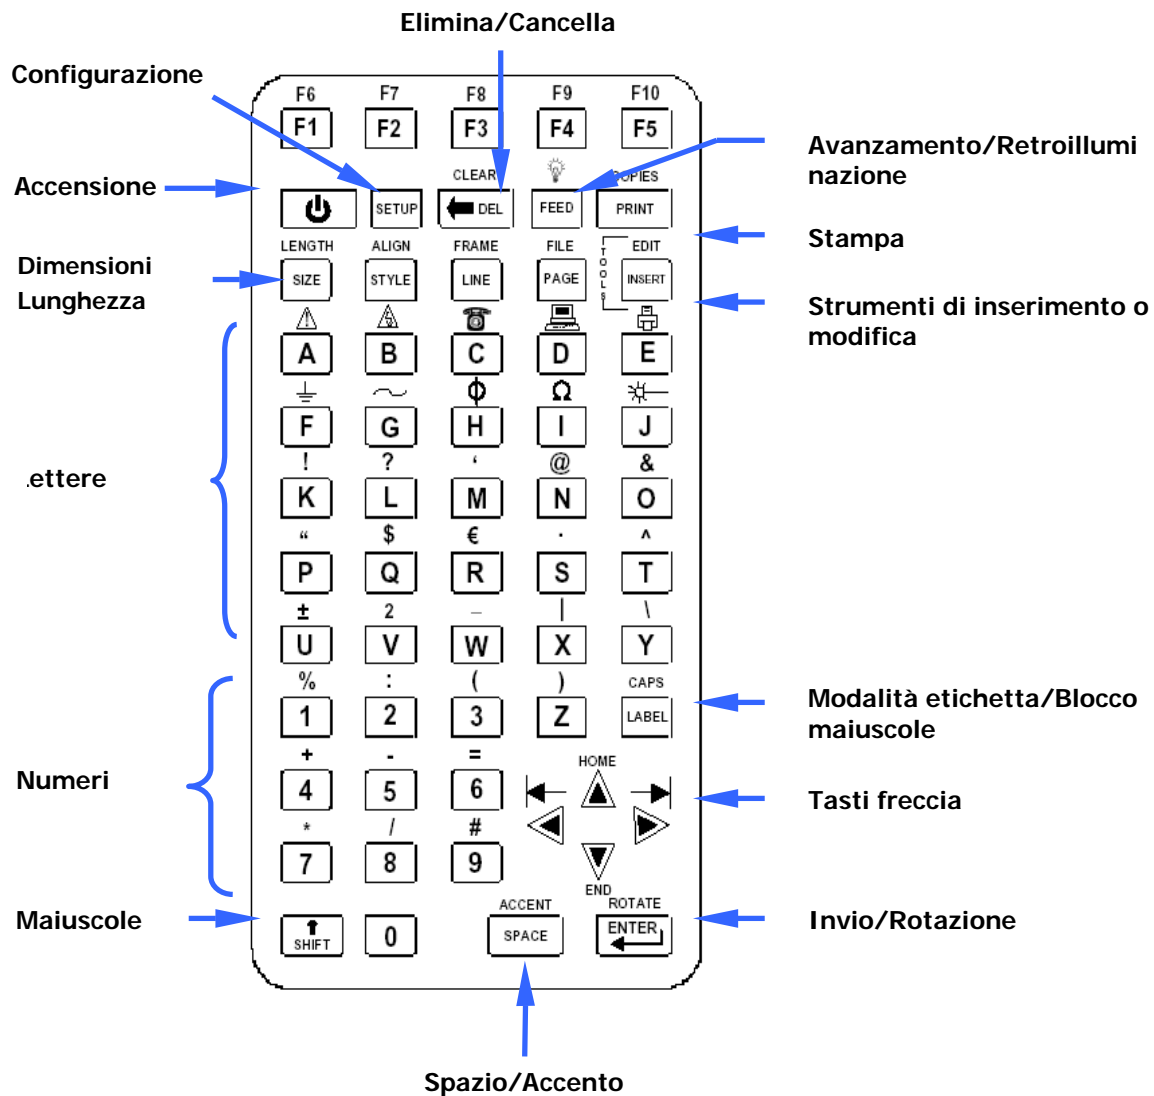 Elimina/Cancella
Configurazione
F6 F7 F8 F9 F10
F1 F2 F3 F4 F5
Avanzamento/Retroillumi
nazione
Accensione
CLEAR OPIES
SETUP DEL FEED PRINT
Stampa
LENGTH ALIGN FRAME FILE EDIT
TOOLS
Dimensioni
Lunghezza
SIZE STYLE LINE PAGE INSERT
Strumenti di inserimento o
modifica
A B C D E
ϕ Ω
F G H I J
! ? ‘ @ &
.ettere
K L M N O
“ $ € · ^
P Q R S T
± 2 – | \
U V W X Y
% : ( ) CAPS
1 2 3 Z LABEL
Modalità etichetta/Blocco
maiuscole
+ - = HOME
Numeri
4 5 6
Tasti freccia
* / #
7 8 9
END
Maiuscole
ACCENT ROTATE
SHIFT 0 SPACE ENTER
Invio/Rotazione
Spazio/Accento